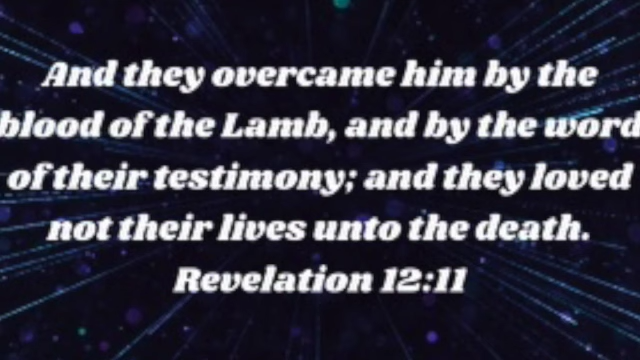 And they overcame him by the
blood of the Lamb, and by the word
of their testimony; and they loved
not their lives unto the death.
Revelation 12:11